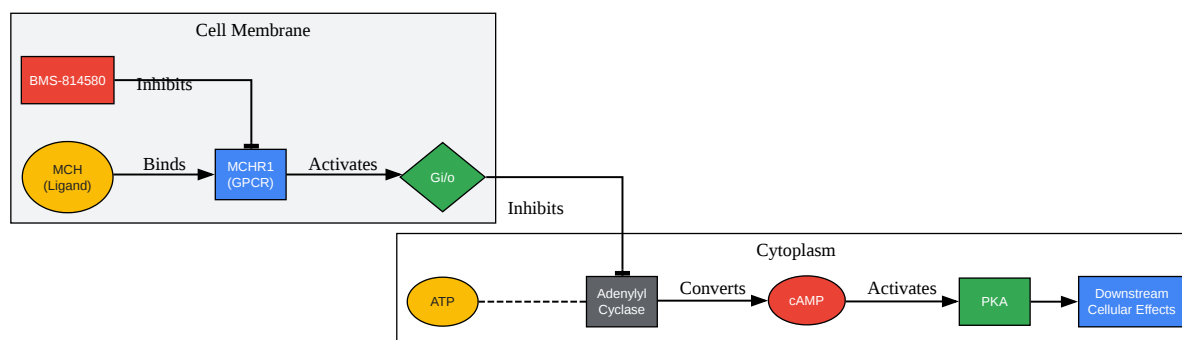 Cell Membrane
BMS-814580
Inhibits
MCH
(Ligand)
Binds
MCHR1
(GPCR)
Activates
Gi/o
Inhibits
Cytoplasm
ATP
Adenylyl
Cyclase
Converts
cAMP
Activates
PKA
Downstream
Cellular Effects